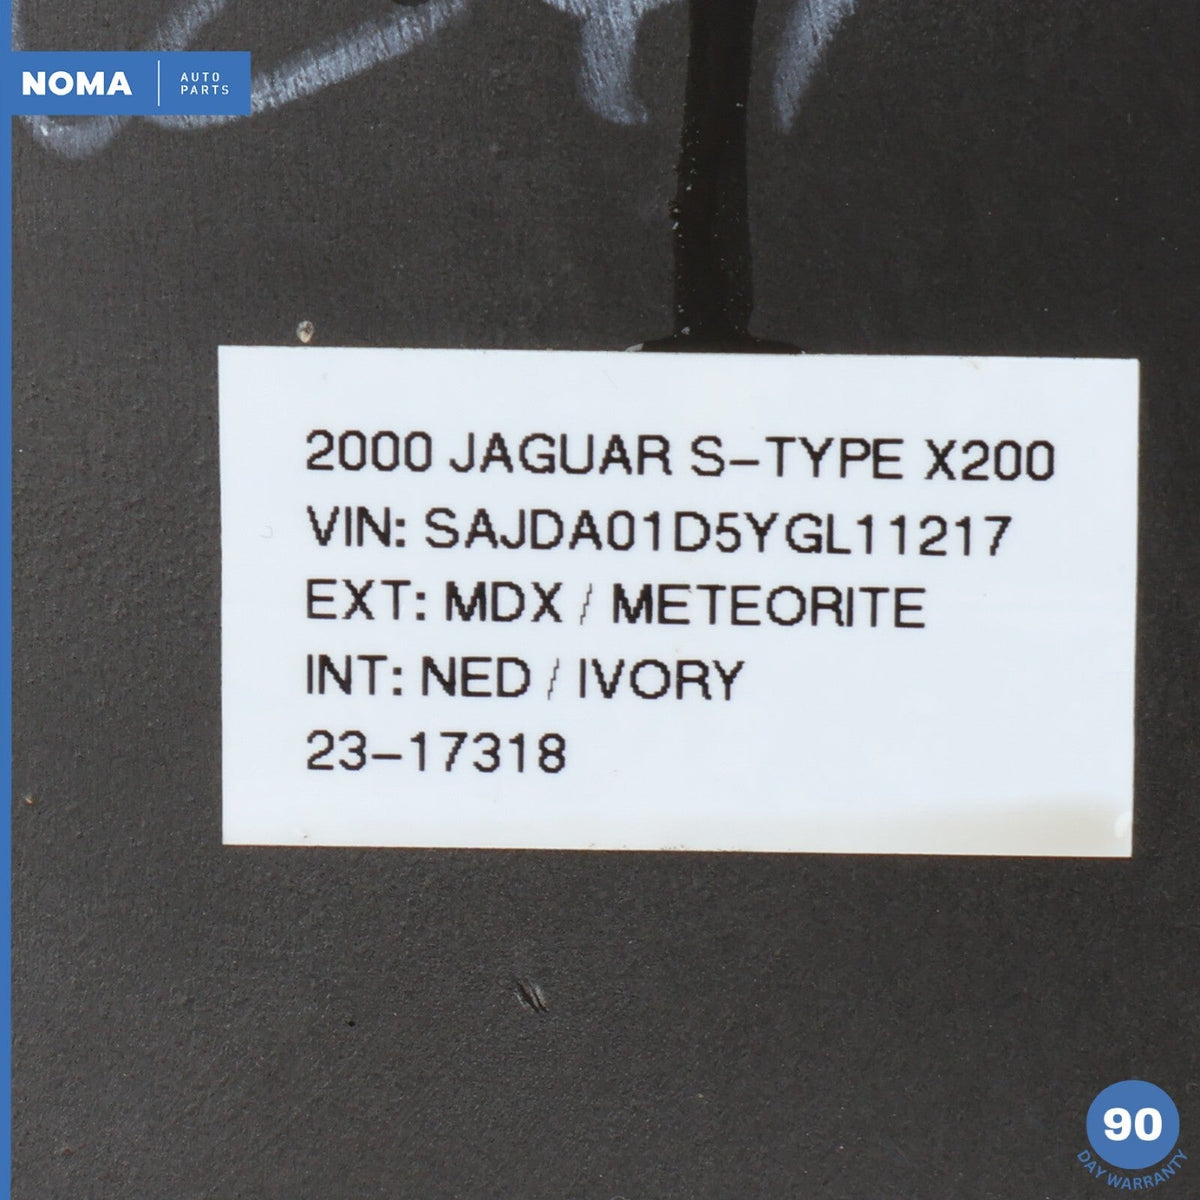 NOMA
AUTO
PARTS
2000 JAGUAR S-TYPE X200
VIN: SAJDA01D5YGL11217
EXT: MDX / METEORITE
INT: NED / IVORY
23-17318
90
DAY WARRANTY